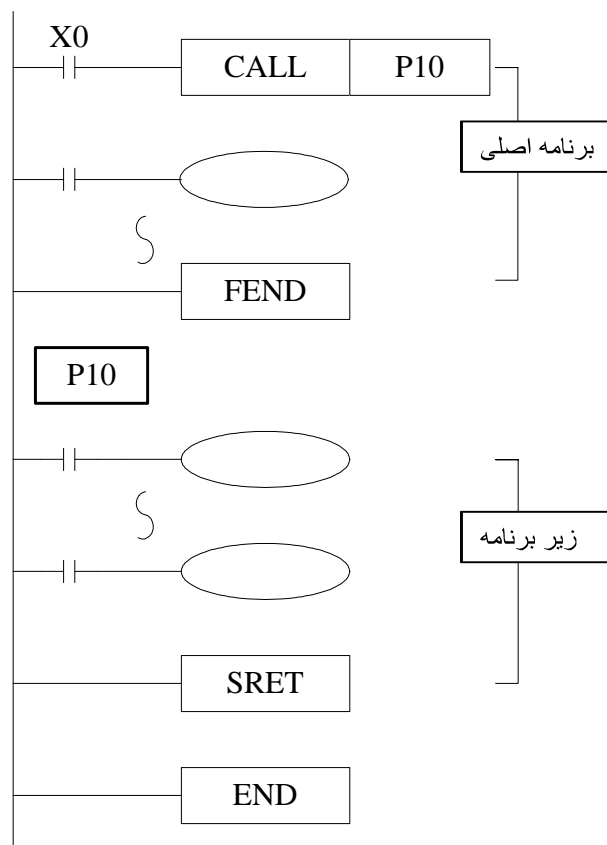 X0
CALL P10
برنامه اصلی
FEND
P10
زیر برنامه
SRET
END